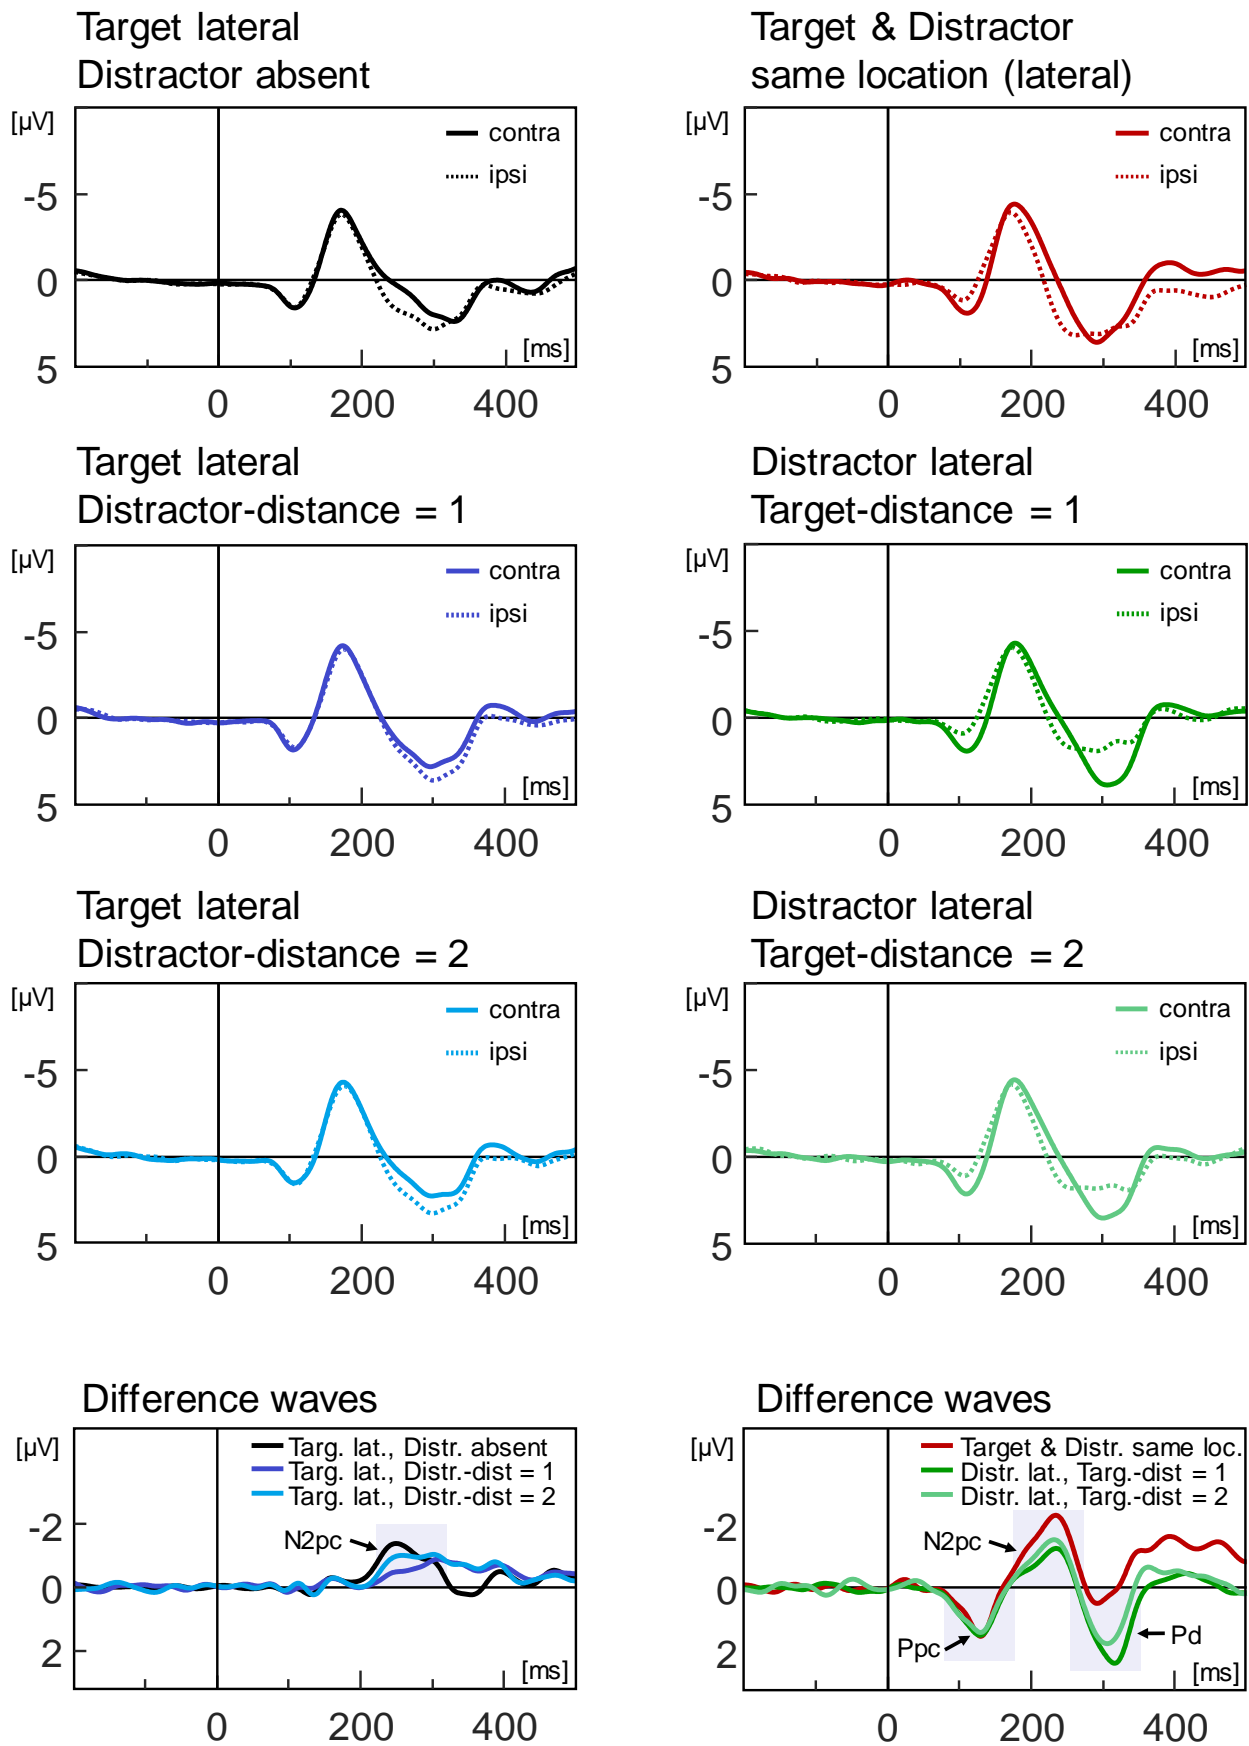 Target lateral
Distractor absent
[µV]
contra
ipsi
-5
0
5
[ms]
0 200 400
Target & Distractor
same location (lateral)
[µV]
contra
ipsi
-5
0
5
0 200 400
Target lateral
Distractor-distance = 1
[µV]
contra
ipsi
-5
0
5
[ms]
0 200 400
Distractor lateral
Target-distance = 1
[µV]
contra
ipsi
-5
0
5
[ms]
0 200 400
Target lateral
Distractor-distance = 2
[µV]
contra
ipsi
-5
0
5
[ms]
0 200 400
Distractor lateral
Target-distance = 2
[µV]
contra
ipsi
-5
0
5
[ms]
0 200 400
Difference waves
[µV]
Targ. lat., Distr. absent
Targ. lat., Distr.-dist = 1
Targ. lat., Distr.-dist = 2
-2
N2pc
0
2
[ms]
0 200 400
Difference waves
[µV]
Target & Distr. same loc.
Distr. lat., Targ.-dist = 1
Distr. lat., Targ.-dist = 2
-2
N2pc
0
Ppc
Pd
2
[ms]
0 200 400